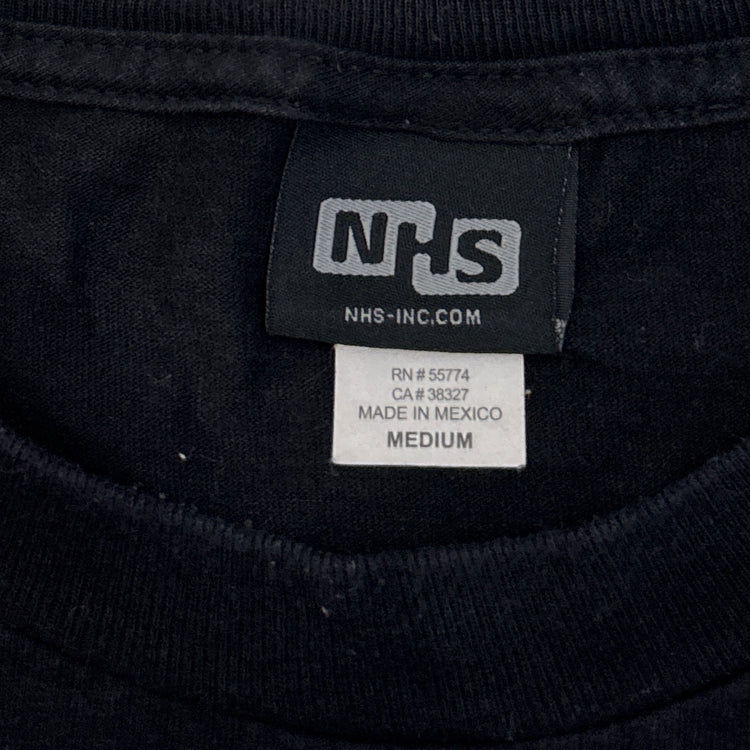 NHS
NHS-INC.COM
RN # 55774
CA # 38327
MADE IN MEXICO
MEDIUM